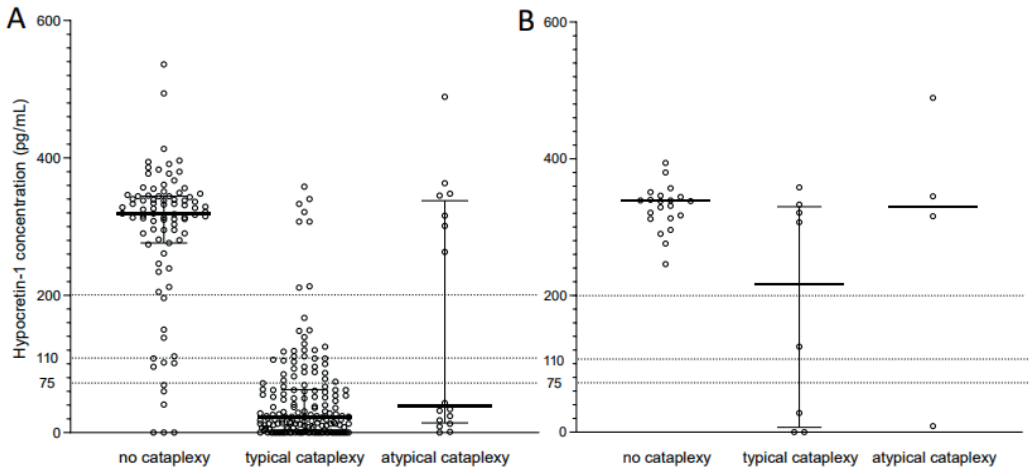 A
B
Hypocretin-1 concentration (pg/mL)
600
400
200
110
75
0
no cataplexy
typical cataplexy
atypical cataplexy
600
400
200
110
75
0
no cataplexy
typical cataplexy
atypical cataplexy